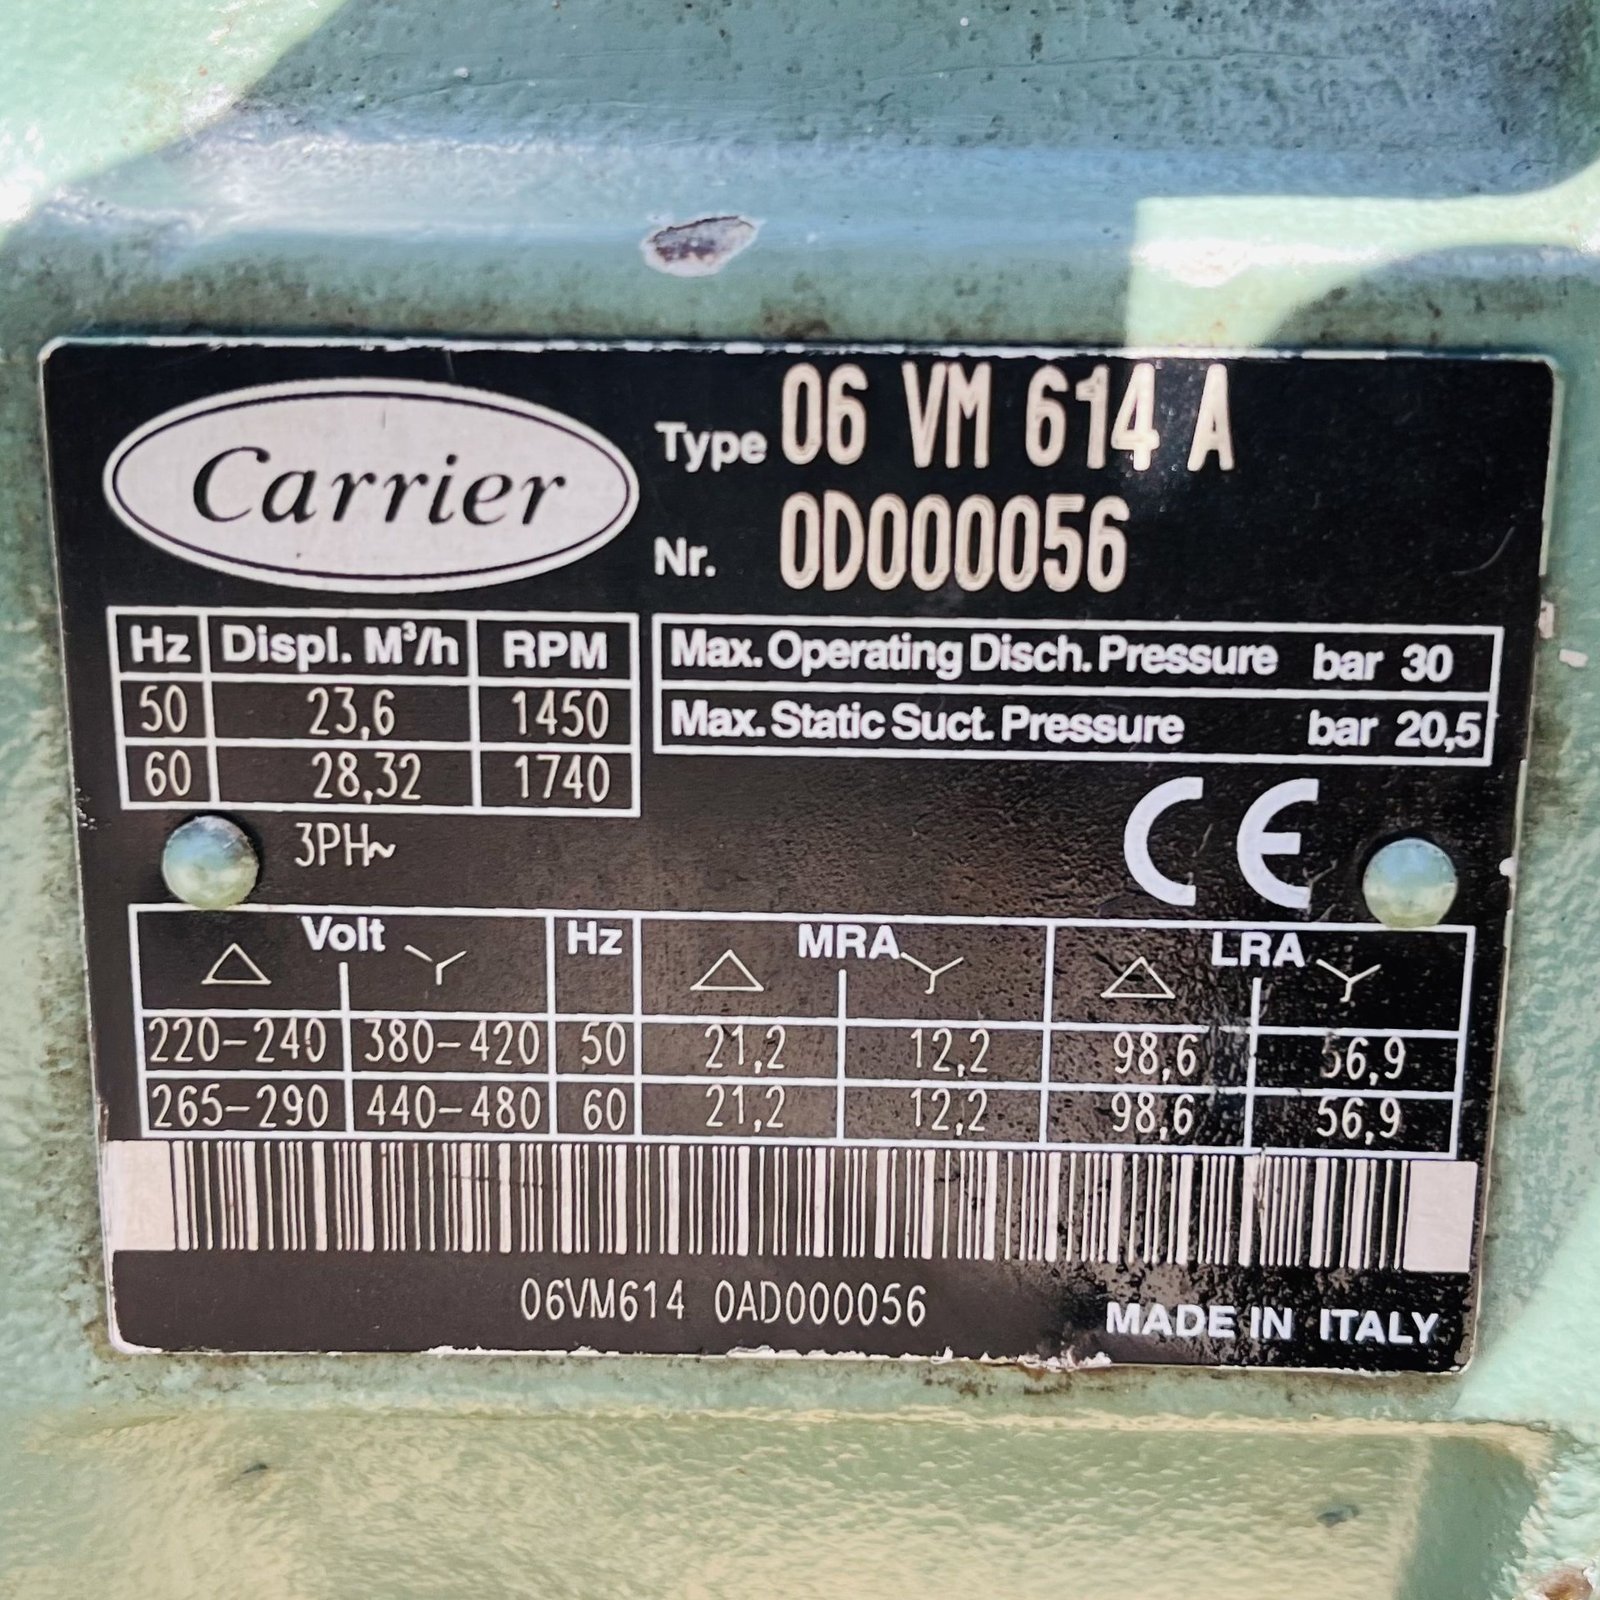 Carrier
Type 06 VM 614 A
Nr. 0D000056
Hz Displ. M³/h RPM
50 23,6 1450
60 28,32 1740
Max. Operating Disch. Pressure bar 30
Max. Static Suct. Pressure bar 20,5
3PH~
CE
Volt Hz MRA LRA
220-240 380-420 50 21,2 12,2 98,6 56,9
265-290 440-480 60 21,2 12,2 98,6 56,9
06VM614 0AD000056
MADE IN ITALY